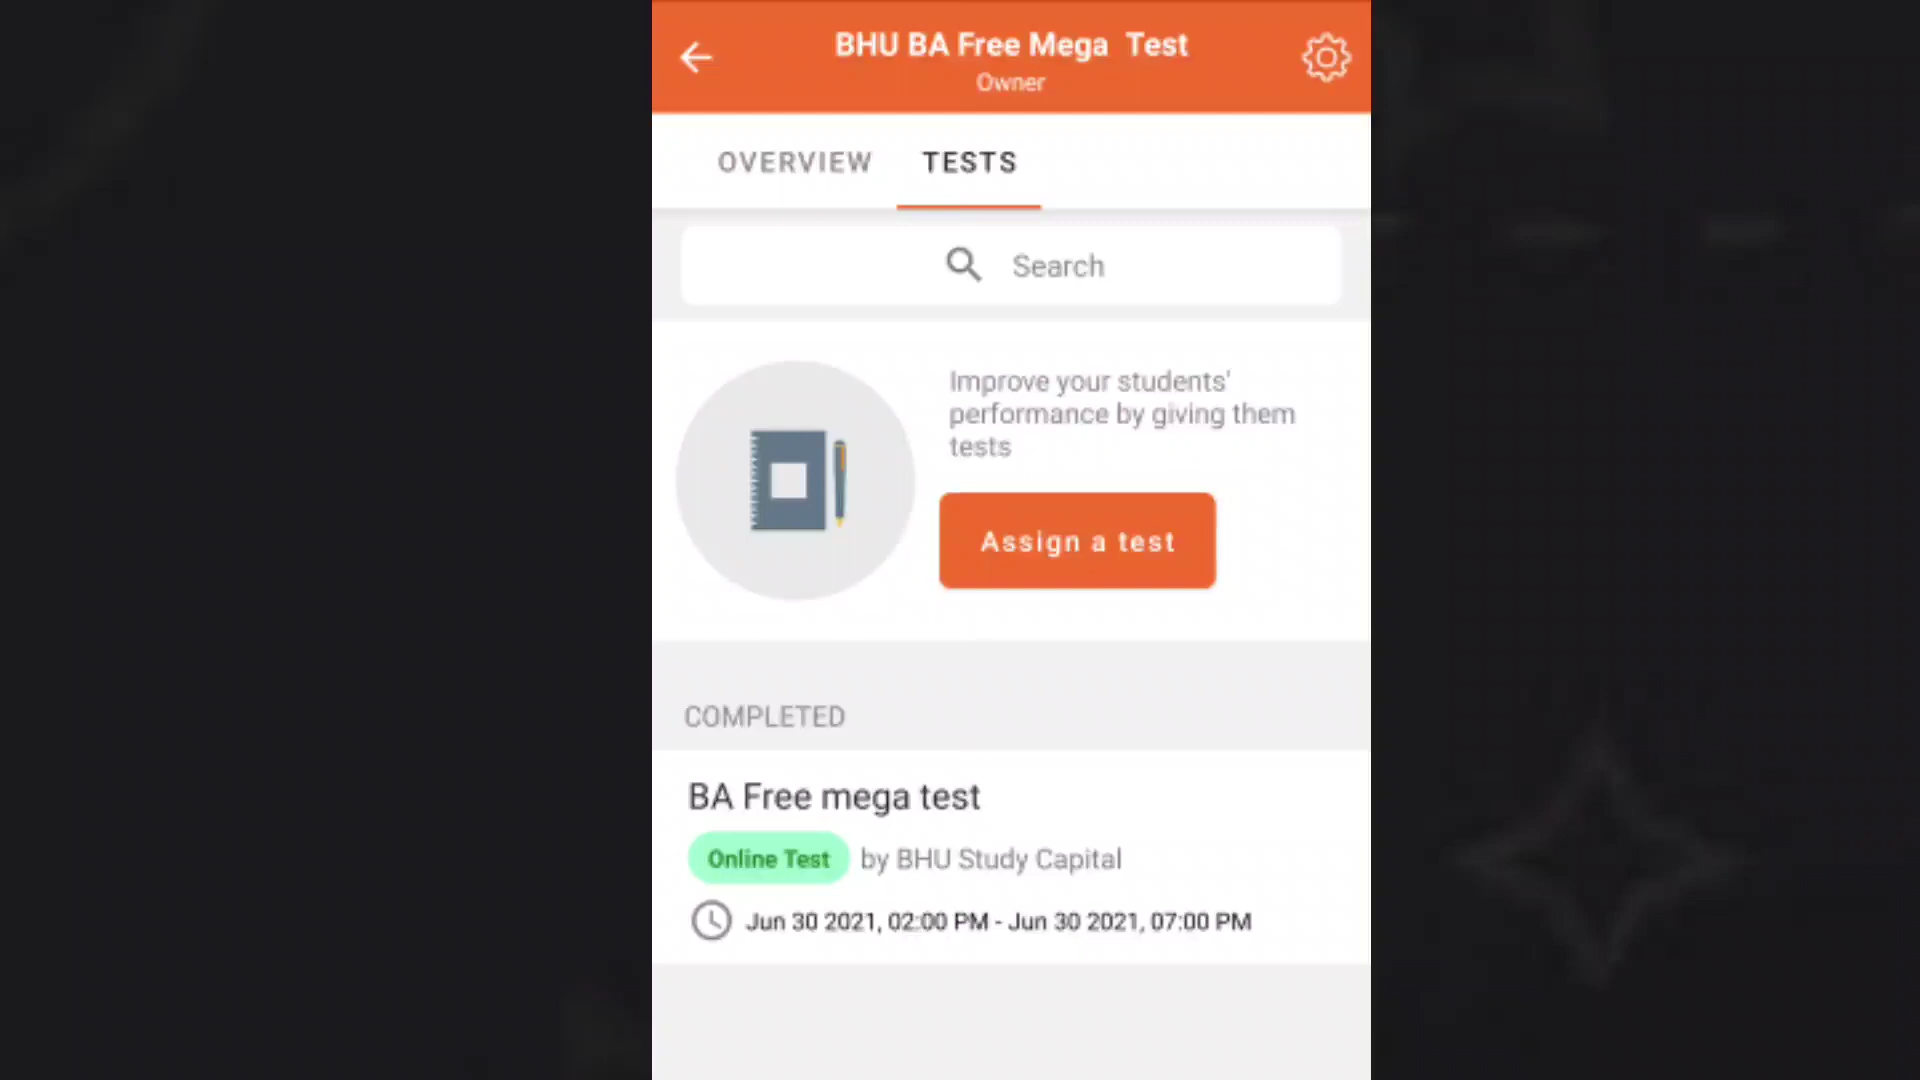 BHU BA Free Mega Test
Owner
OVERVIEW TESTS
Search
Improve your students'
performance by giving them
tests
Assign a test
COMPLETED
BA Free mega test
Online Test by BHU Study Capital
Jun 30 2021, 02:00 PM - Jun 30 2021, 07:00 PM